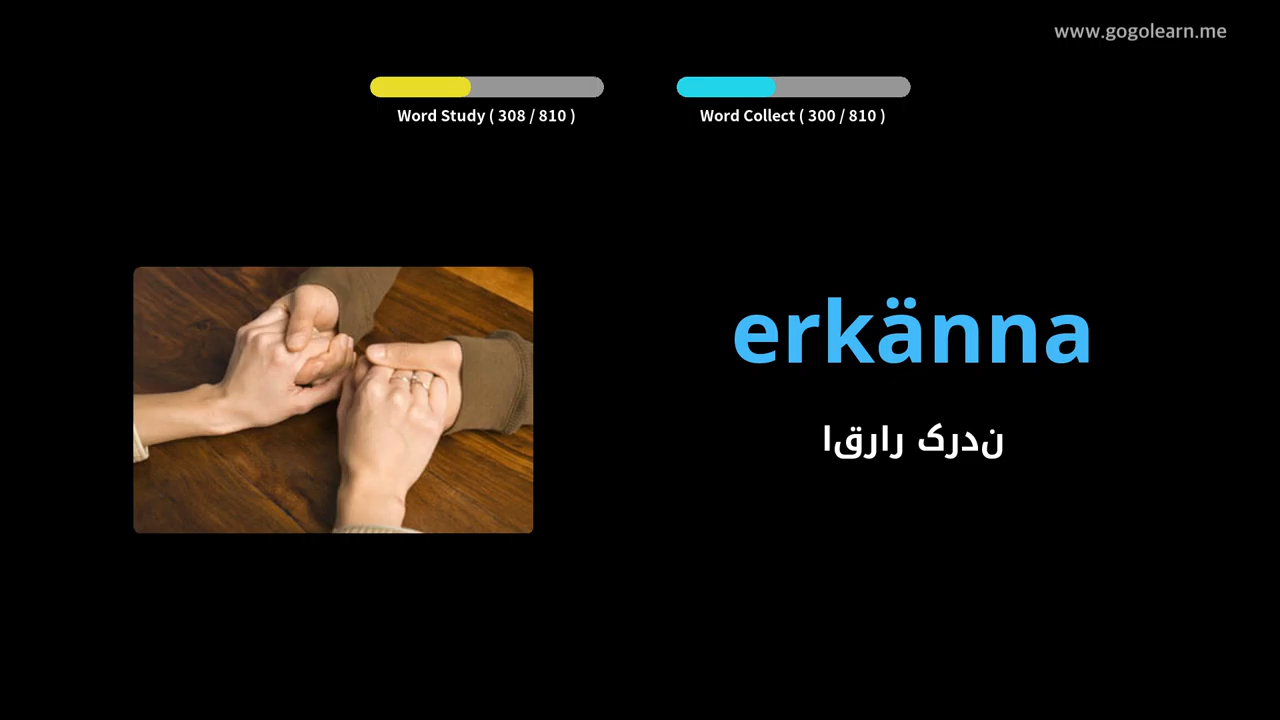 www.gogolearn.me
Word Study ( 308 / 810 )
Word Collect ( 300 / 810 )
erkänna
اقرار کردن